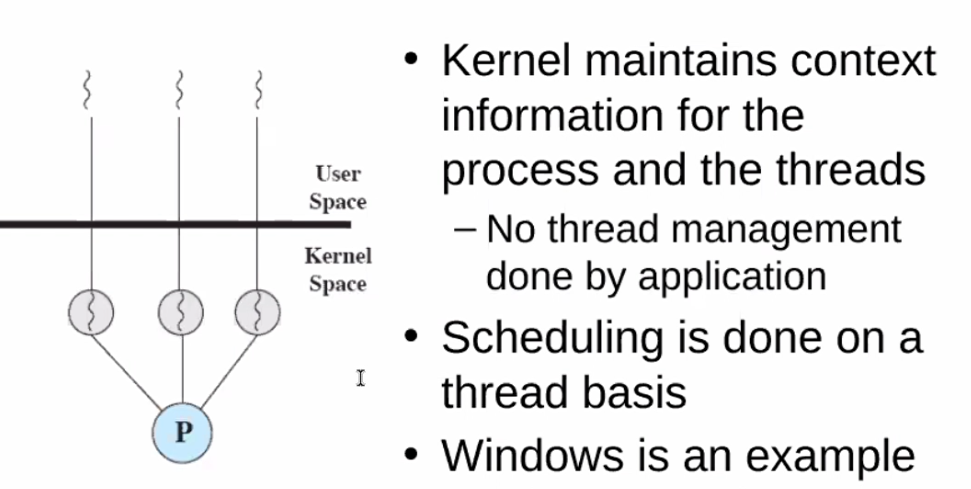 User
Space
Kernel
Space
P
• Kernel maintains context
information for the
process and the threads
– No thread management
done by application
• Scheduling is done on a
thread basis
• Windows is an example